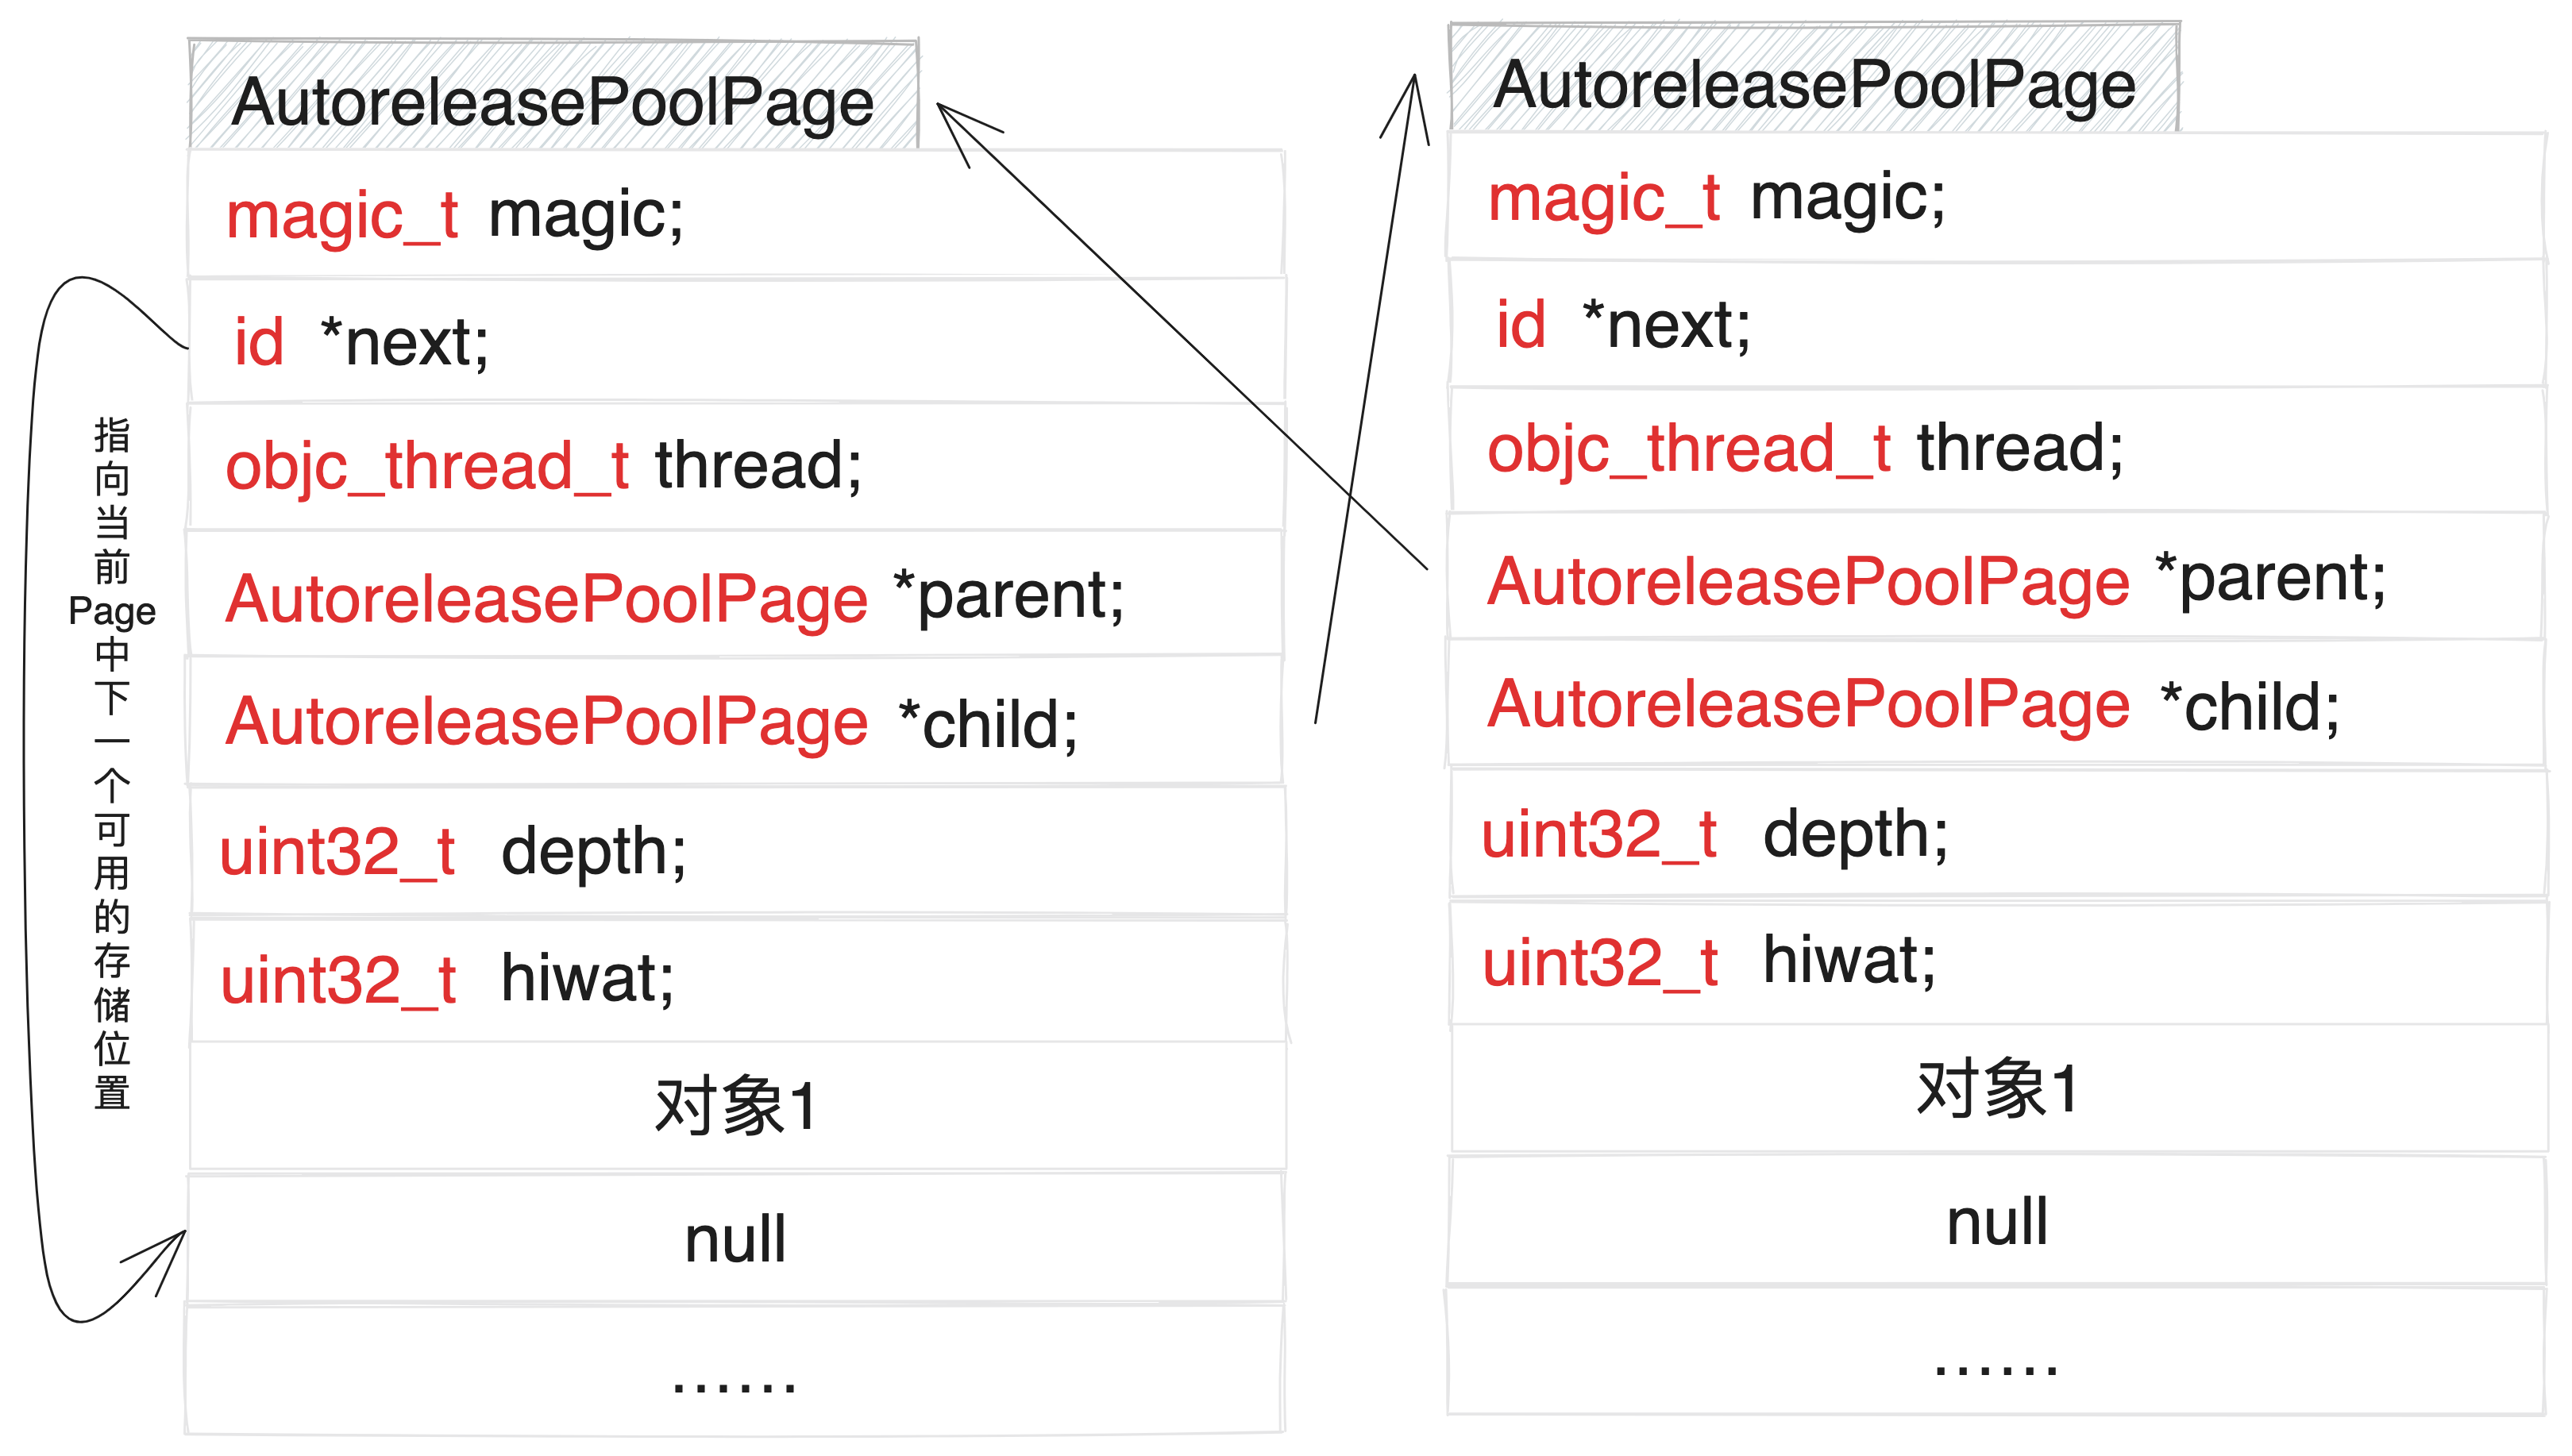 AutoreleasePoolPage
magic_t magic;
id *next;
objc_thread_t thread;
AutoreleasePoolPage *parent;
AutoreleasePoolPage *child;
uint32_t depth;
uint32_t hiwat;
对象1
null
......
指向当前Page中下一个可用的存储位置
AutoreleasePoolPage
magic_t magic;
id *next;
objc_thread_t thread;
AutoreleasePoolPage *parent;
AutoreleasePoolPage *child;
uint32_t depth;
uint32_t hiwat;
对象1
null
......